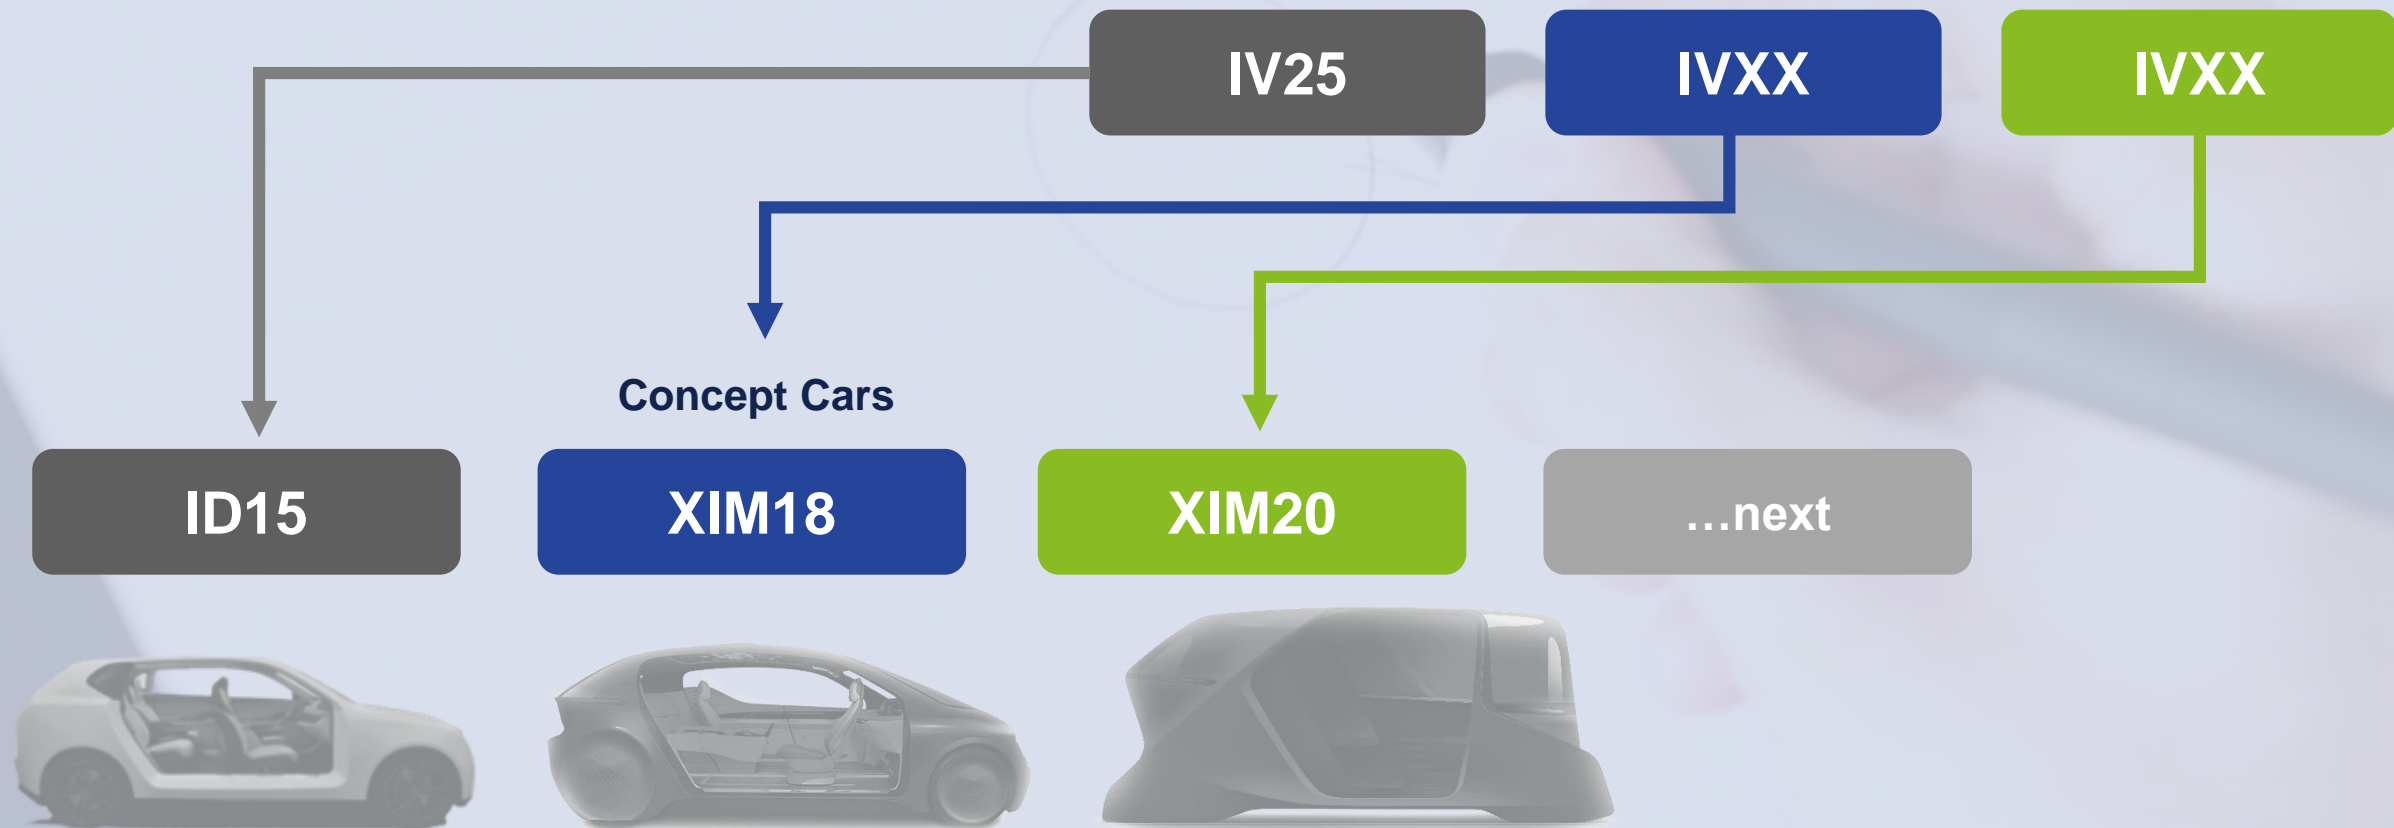 IV25
IVXX
IVXX
Concept Cars
ID15
XIM18
XIM20
...next